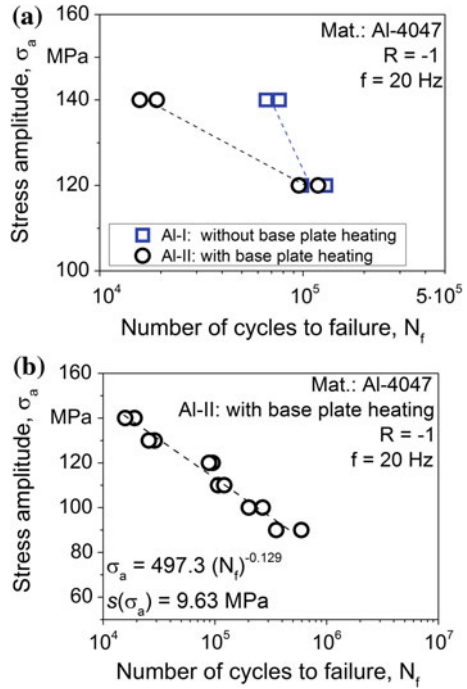 (a)
160
MPa
140
120
100
Stress amplitude, σa
Mat.: Al-4047
R = -1
f = 20 Hz
Al-I: without base plate heating
Al-II: with base plate heating
10^4 10^5 5·10^5
Number of cycles to failure, Nf
(b)
160
MPa
120
100
80
60
Stress amplitude, σa
Mat.: Al-4047
Al-II: with base plate heating
R = -1
f = 20 Hz
σa = 497.3 (Nf)^-0.129
s(σa) = 9.63 MPa
10^4 10^5 10^6 10^7
Number of cycles to failure, Nf